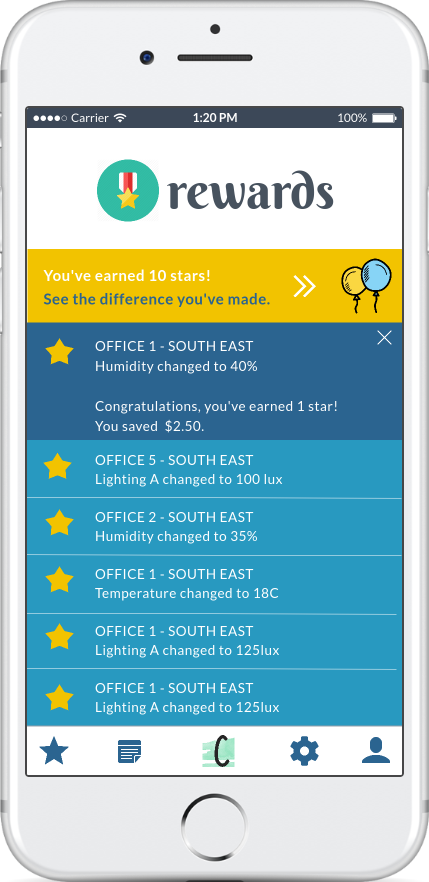 Carrier 1:20 PM 100%
rewards
You've earned 10 stars!
See the difference you've made.
OFFICE 1 - SOUTH EAST
Humidity changed to 40%
Congratulations, you've earned 1 star!
You saved $2.50.
OFFICE 5 - SOUTH EAST
Lighting A changed to 100 lux
OFFICE 2 - SOUTH EAST
Humidity changed to 35%
OFFICE 1 - SOUTH EAST
Temperature changed to 18C
OFFICE 1 - SOUTH EAST
Lighting A changed to 125lux
OFFICE 1 - SOUTH EAST
Lighting A changed to 125lux
C